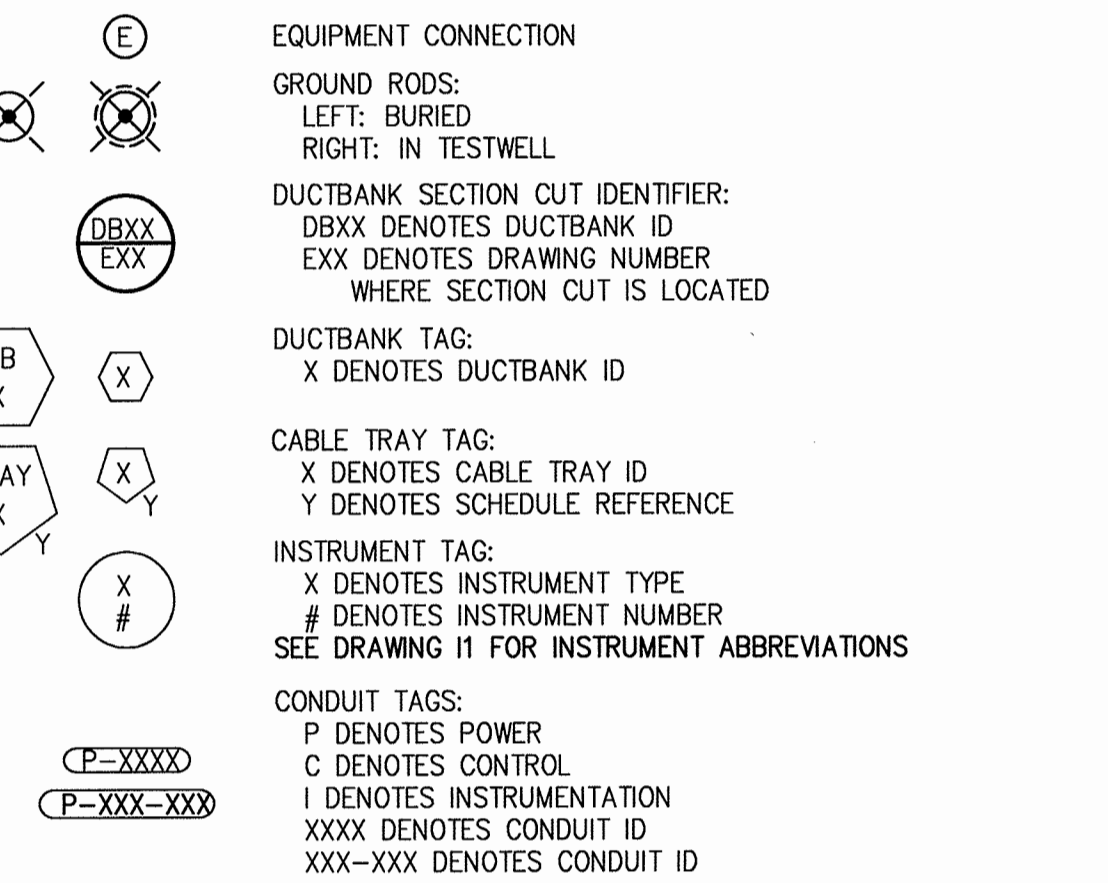 E EQUIPMENT CONNECTION
GROUND RODS:
LEFT: BURIED
RIGHT: IN TESTWELL
DUCTBANK SECTION CUT IDENTIFIER:
DBXX DBXX DENOTES DUCTBANK ID
EXX EXX DENOTES DRAWING NUMBER
WHERE SECTION CUT IS LOCATED
DUCTBANK TAG:
B X X DENOTES DUCTBANK ID
CABLE TRAY TAG:
AY X X DENOTES CABLE TRAY ID
Y Y Y DENOTES SCHEDULE REFERENCE
INSTRUMENT TAG:
X X DENOTES INSTRUMENT TYPE
# # DENOTES INSTRUMENT NUMBER
SEE DRAWING I1 FOR INSTRUMENT ABBREVIATIONS
CONDUIT TAGS:
P DENOTES POWER
P-XXXX C DENOTES CONTROL
P-XXX-XXX I DENOTES INSTRUMENTATION
XXXX DENOTES CONDUIT ID
XXX-XXX DENOTES CONDUIT ID